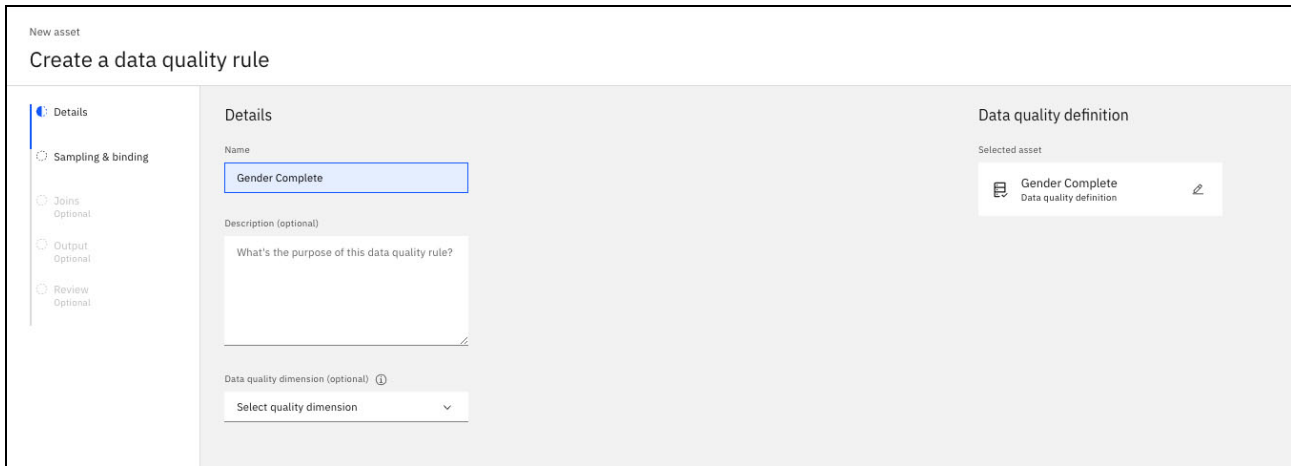 New asset
Create a data quality rule
Details
Sampling & binding
Joins
Optional
Output
Optional
Review
Optional
Details
Name
Gender Complete
Description (optional)
What's the purpose of this data quality rule?
Data quality dimension (optional)
Select quality dimension
Data quality definition
Selected asset
Gender Complete
Data quality definition